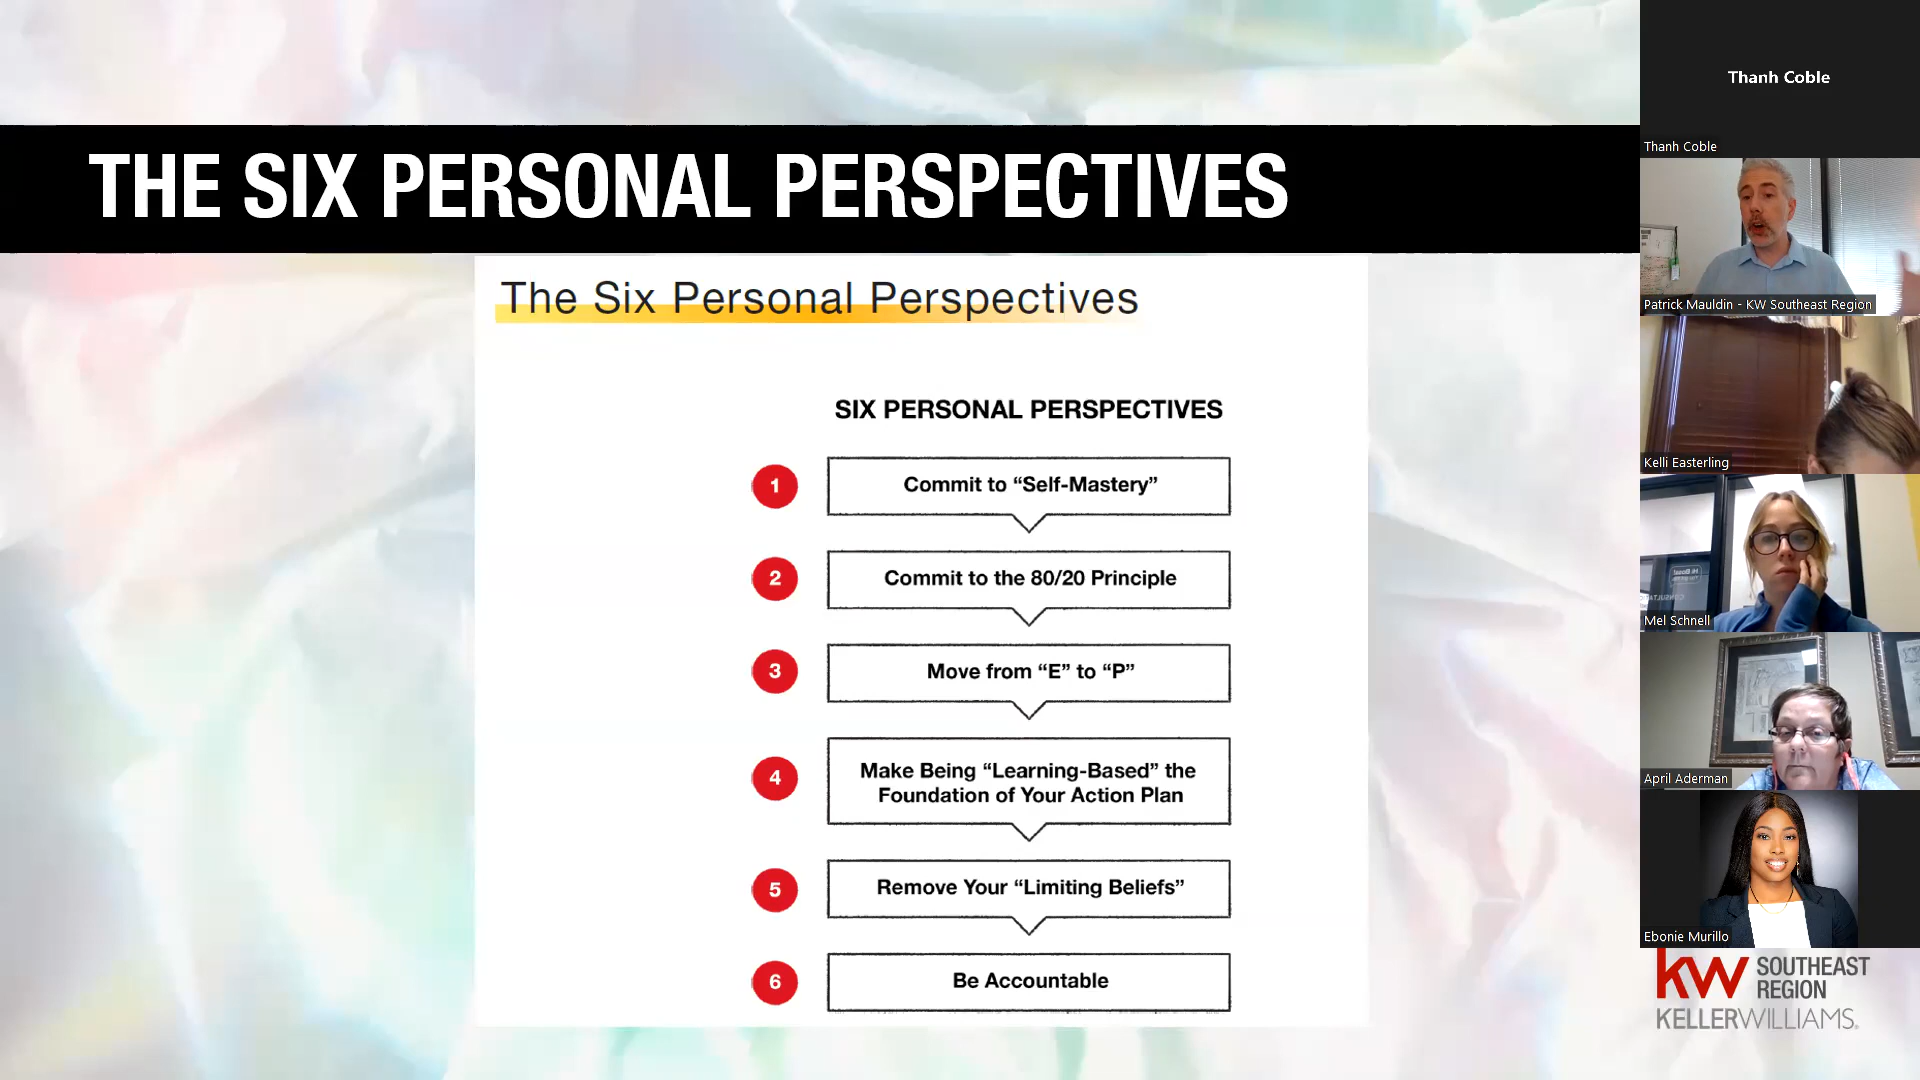 THE SIX PERSONAL PERSPECTIVES
The Six Personal Perspectives
SIX PERSONAL PERSPECTIVES
1
Commit to “Self-Mastery”
2
Commit to the 80/20 Principle
3
Move from “E” to “P”
4
Make Being “Learning-Based” the
Foundation of Your Action Plan
5
Remove Your “Limiting Beliefs”
6
Be Accountable
Thanh Coble
Thanh Coble
Patrick Mauldin - KW Southeast Region
Kelli Easterling
Mel Schnell
April Aderman
Ebonie Murillo
kw SOUTHEAST
REGION
KELLERWILLIAMS.